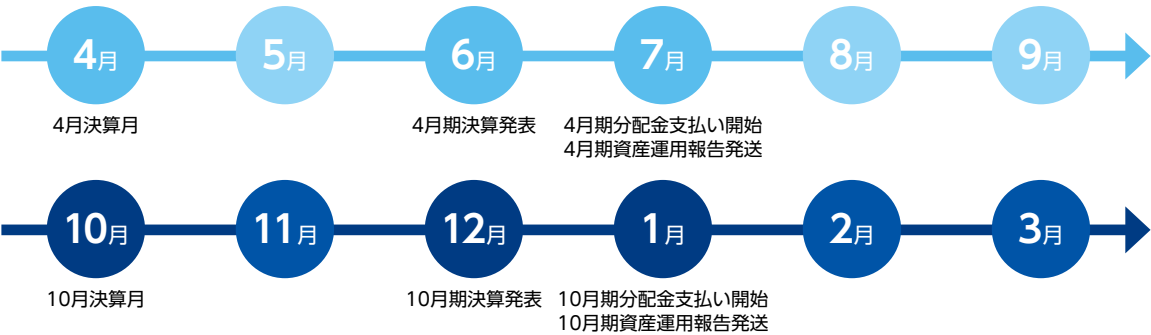 4月 5月 6月 7月 8月 9月
4月決算月 4月期決算発表 4月期分配金支払い開始
4月期資産運用報告発送
10月 11月 12月 1月 2月 3月
10月決算月 10月期決算発表 10月期分配金支払い開始
10月期資産運用報告発送